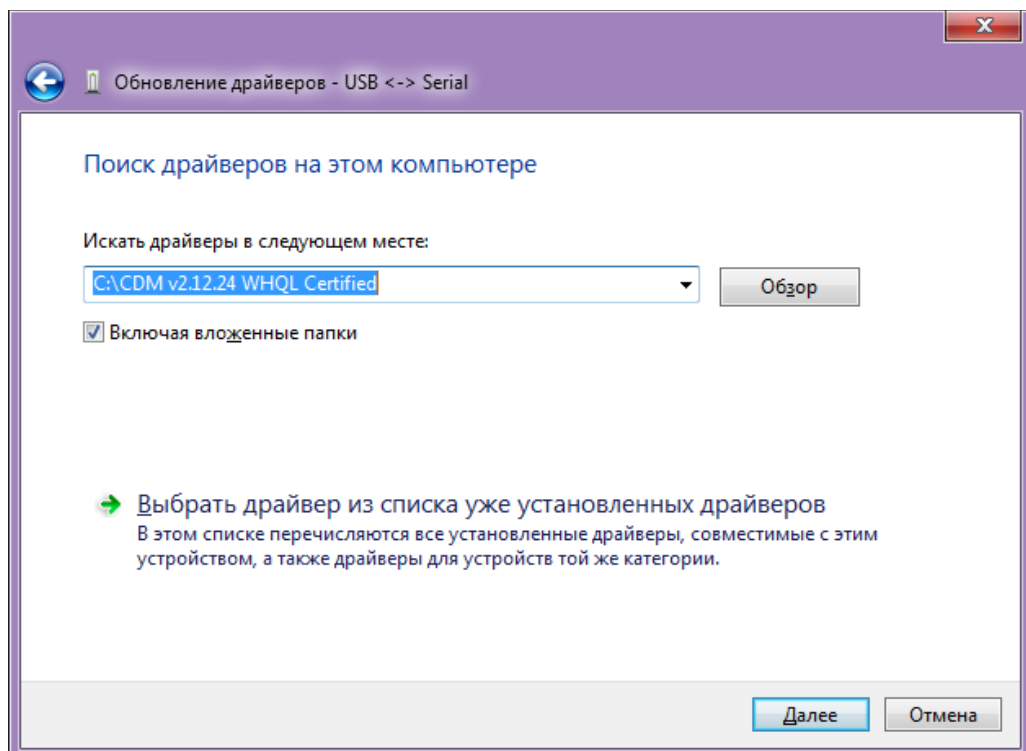 Обновление драйверов - USB <-> Serial
Поиск драйверов на этом компьютере
Искать драйверы в следующем месте:
C:\CDM v2.12.24 WHQL Certified
Обзор
Включая вложенные папки
Выбрать драйвер из списка уже установленных драйверов
В этом списке перечисляются все установленные драйверы, совместимые с этим
устройством, а также драйверы для устройств той же категории.
Далее
Отмена